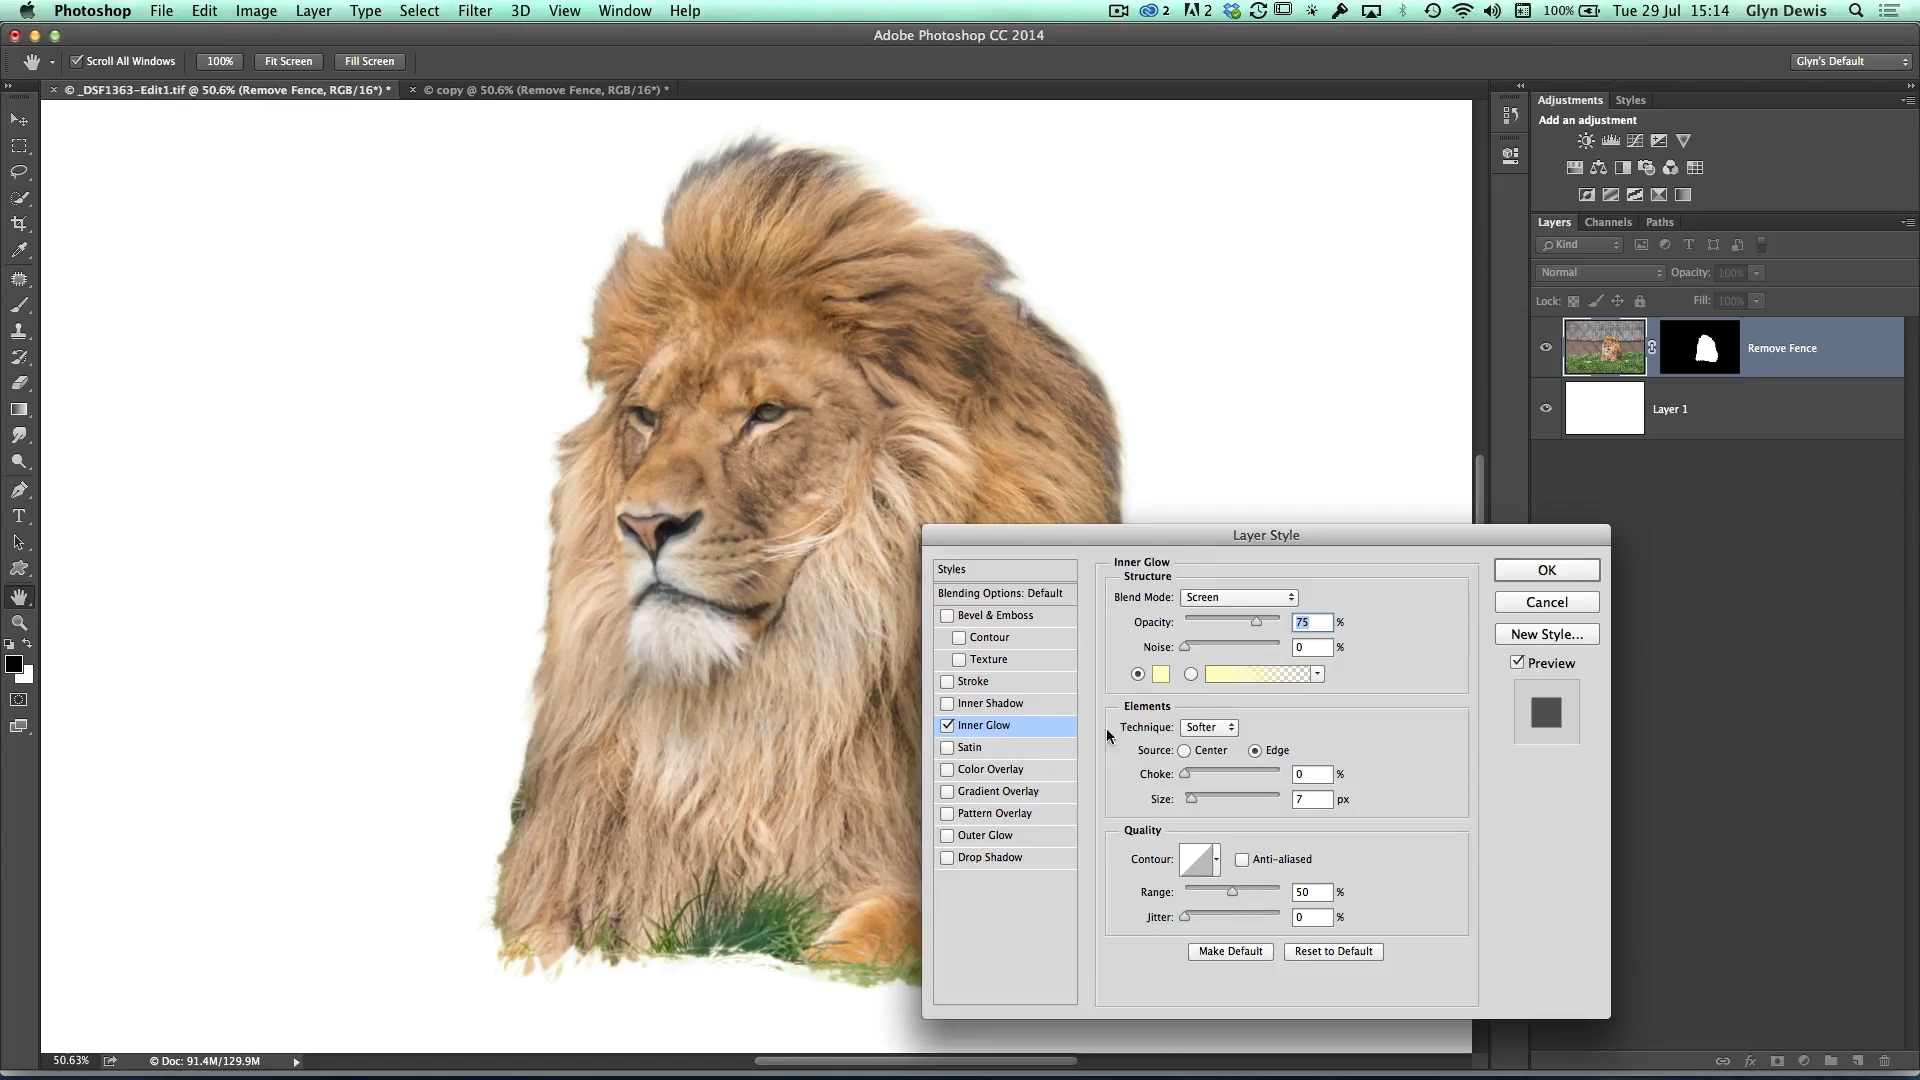 Photoshop File Edit Image Layer Type Select Filter 3D View Window Help 2 2 100% Tue 29 Jul 15:14 Glyn Dewis
Adobe Photoshop CC 2014
Scroll All Windows 100% Fit Screen Fill Screen Glyn's Default
© _DSF1363-Edit1.tif @ 50.6% (Remove Fence, RGB/16*) * © copy @ 50.6% (Remove Fence, RGB/16*) *
Adjustments Styles
Add an adjustment
Layers Channels Paths
Kind
Normal Opacity: 100%
Lock: Fill: 100%
Remove Fence
Layer 1
Layer Style
Styles
Blending Options: Default
Bevel & Emboss
Contour
Texture
Stroke
Inner Shadow
Inner Glow
Satin
Color Overlay
Gradient Overlay
Pattern Overlay
Outer Glow
Drop Shadow
Inner Glow
Structure
Blend Mode: Screen
Opacity: 75 %
Noise: 0 %
Elements
Technique: Softer
Source: Center Edge
Choke: 0 %
Size: 7 px
Quality
Contour: Anti-aliased
Range: 50 %
Jitter: 0 %
Make Default Reset to Default
OK
Cancel
New Style...
Preview
50.63% © Doc: 91.4M/129.9M